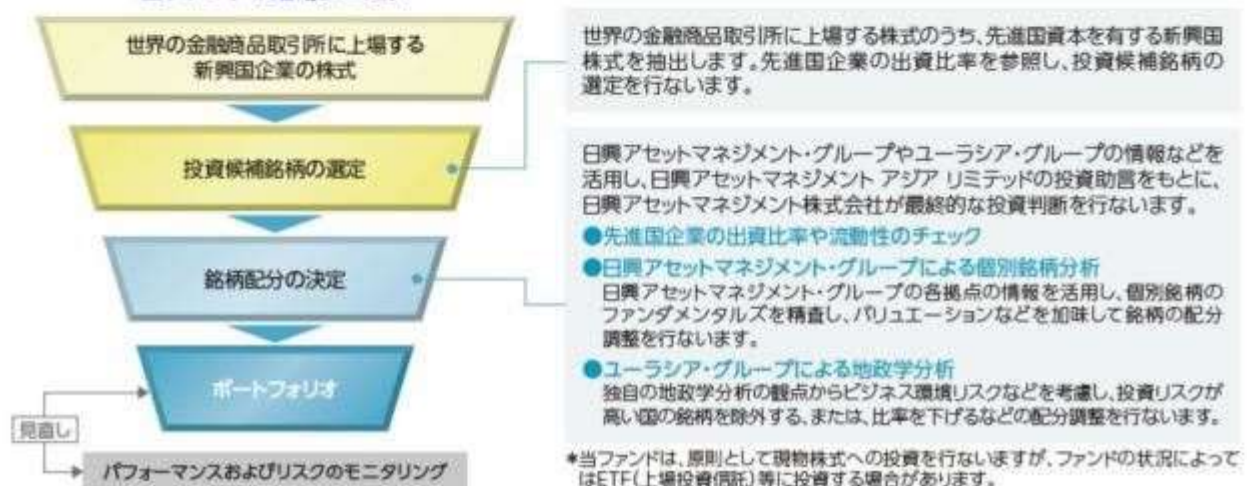 世界の金融商品取引所に上場する
新興国企業の株式
投資候補銘柄の選定
銘柄配分の決定
ポートフォリオ
見直し
パフォーマンスおよびリスクのモニタリング
世界の金融商品取引所に上場する株式のうち、先進国資本を有する新興国
株式を抽出します。先進国企業の出資比率を参照し、投資候補銘柄の
選定を行ないます。
日興アセットマネジメント・グループやユーラシア・グループの情報などを
活用し、日興アセットマネジメント アジア リミテッドの投資助言をもとに、
日興アセットマネジメント株式会社が最終的な投資判断を行ないます。
●先進国企業の出資比率や流動性のチェック
●日興アセットマネジメント・グループによる個別銘柄分析
日興アセットマネジメント・グループの各拠点の情報を活用し、個別銘柄の
ファンダメンタルズを精査し、バリュエーションなどを加味して銘柄の配分
調整を行ないます。
●ユーラシア・グループによる地政学分析
独自の地政学分析の観点からビジネス環境リスクなどを考慮し、投資リスクが
高い国の銘柄を除外する、または、比率を下げるなどの配分調整を行ないます。
*当ファンドは、原則として現物株式への投資を行ないますが、ファンドの状況によって
はETF(上場投資信託)等に投資する場合があります。